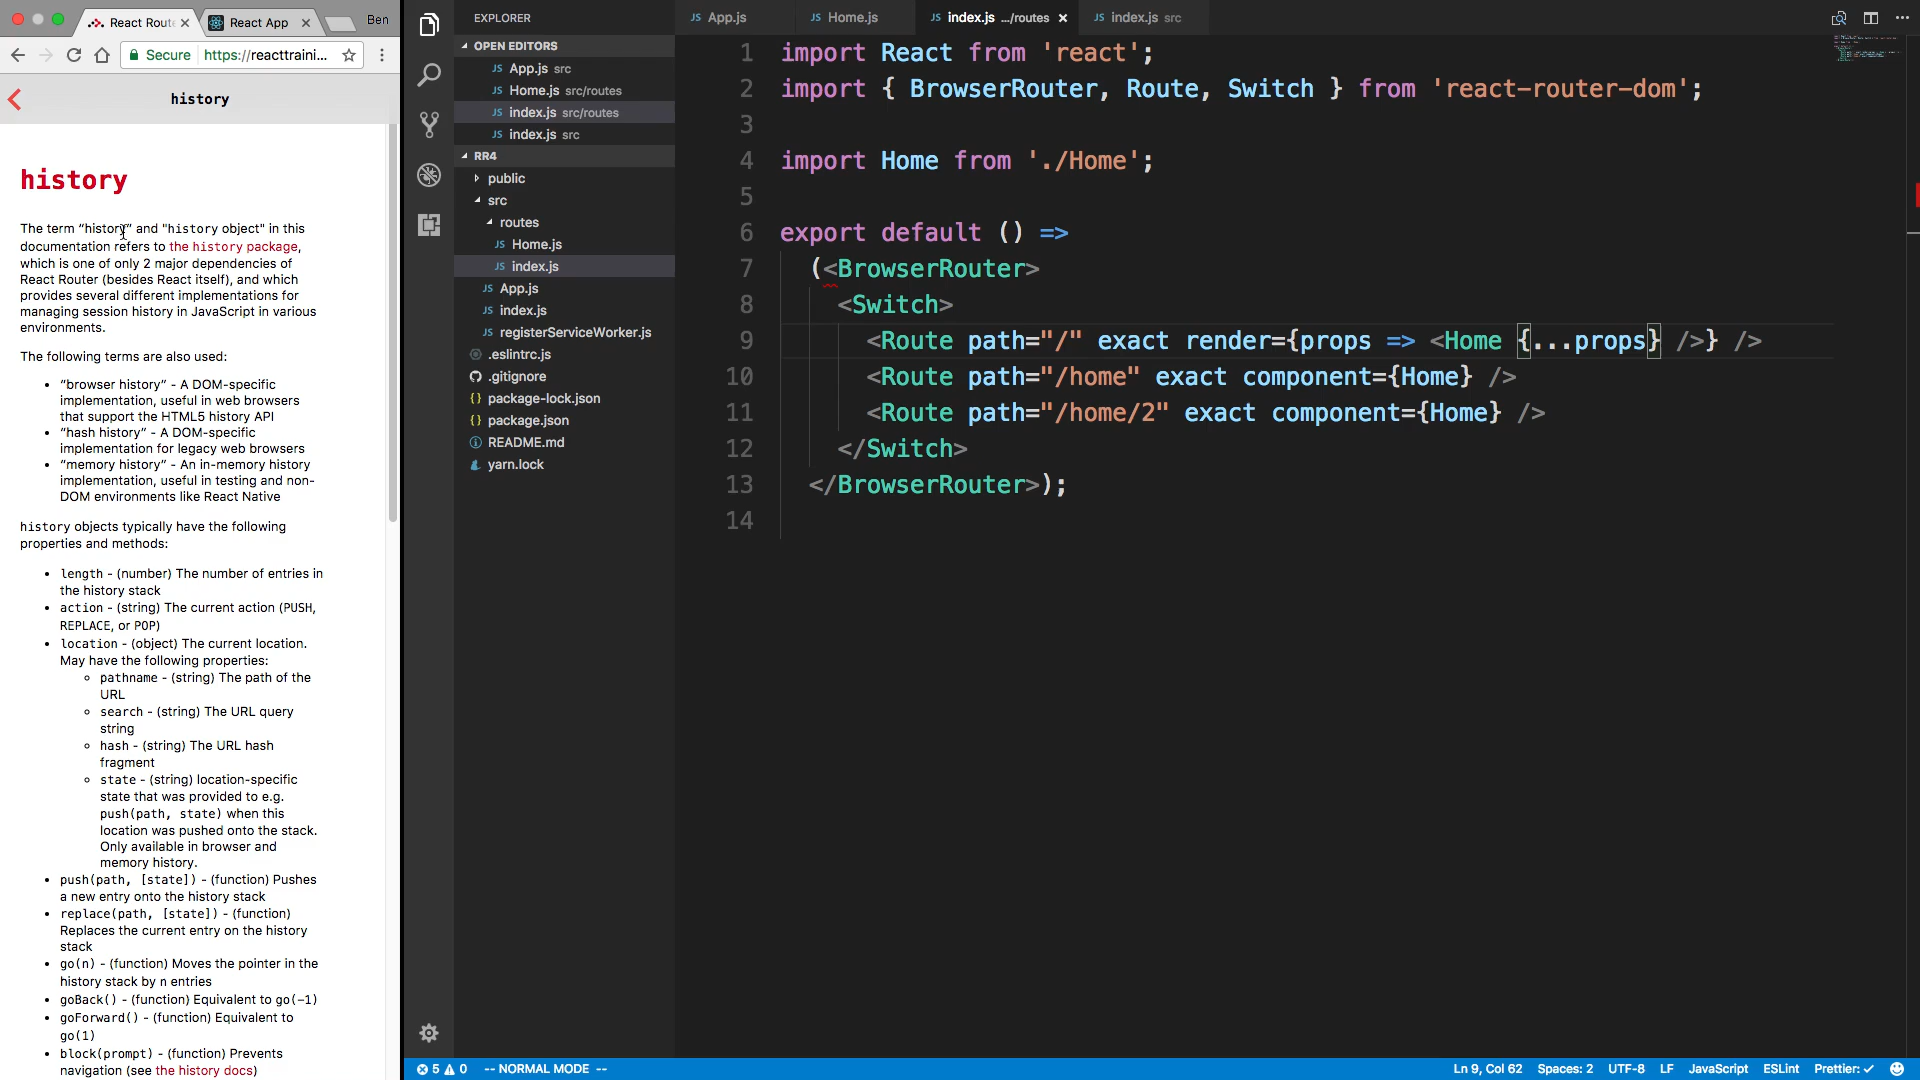 React Route
React App
Ben
Secure https://reacttraini...
history
history
The term “history” and "history object" in this
documentation refers to the history package,
which is one of only 2 major dependencies of
React Router (besides React itself), and which
provides several different implementations for
managing session history in JavaScript in various
environments.
The following terms are also used:
“browser history” - A DOM-specific
implementation, useful in web browsers
that support the HTML5 history API
“hash history” - A DOM-specific
implementation for legacy web browsers
“memory history” - An in-memory history
implementation, useful in testing and non-
DOM environments like React Native
history objects typically have the following
properties and methods:
length - (number) The number of entries in
the history stack
action - (string) The current action (PUSH,
REPLACE, or POP)
location - (object) The current location.
May have the following properties:
pathname - (string) The path of the
URL
search - (string) The URL query
string
hash - (string) The URL hash
fragment
state - (string) location-specific
state that was provided to e.g.
push(path, state) when this
location was pushed onto the stack.
Only available in browser and
memory history.
push(path, [state]) - (function) Pushes
a new entry onto the history stack
replace(path, [state]) - (function)
Replaces the current entry on the history
stack
go(n) - (function) Moves the pointer in the
history stack by n entries
goBack() - (function) Equivalent to go(-1)
goForward() - (function) Equivalent to
go(1)
block(prompt) - (function) Prevents
navigation (see the history docs)
EXPLORER
OPEN EDITORS
JS App.js src
JS Home.js src/routes
JS index.js src/routes
JS index.js src
RR4
public
src
routes
JS Home.js
JS index.js
JS App.js
JS index.js
JS registerServiceWorker.js
.eslintrc.js
.gitignore
{} package-lock.json
{} package.json
README.md
yarn.lock
JS App.js
JS Home.js
JS index.js .../routes
JS index.js src
1 import React from 'react';
2 import { BrowserRouter, Route, Switch } from 'react-router-dom';
3
4 import Home from './Home';
5
6 export default () =>
7 (<BrowserRouter>
8 <Switch>
9 <Route path="/" exact render={props => <Home {...props} />} />
10 <Route path="/home" exact component={Home} />
11 <Route path="/home/2" exact component={Home} />
12 </Switch>
13 </BrowserRouter>);
14
5 0 -- NORMAL MODE -- Ln 9, Col 62 Spaces: 2 UTF-8 LF JavaScript ESLint Prettier: ✓